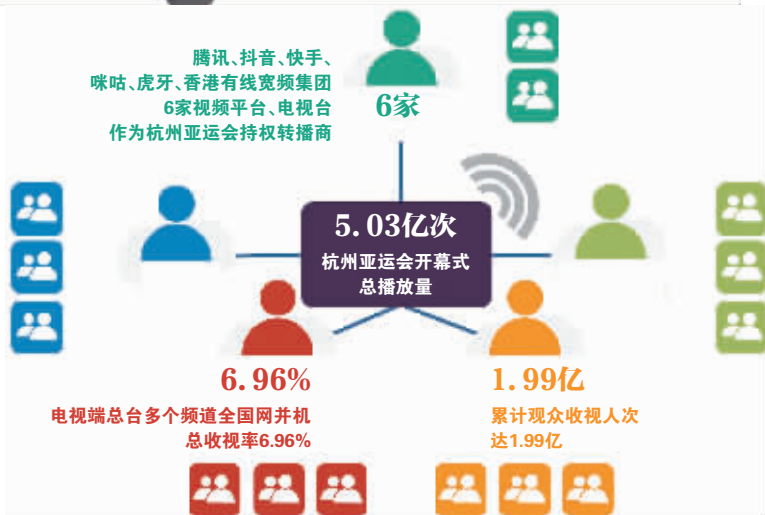 腾讯、抖音、快手、
咪咕、虎牙、香港有线宽频集团
6家视频平台、电视台
作为杭州亚运会持权转播商
6家
5.03亿次
杭州亚运会开幕式
总播放量
6.96%
电视端总台多个频道全国网并机
总收视率6.96%
1.99亿
累计观众收视人次
达1.99亿